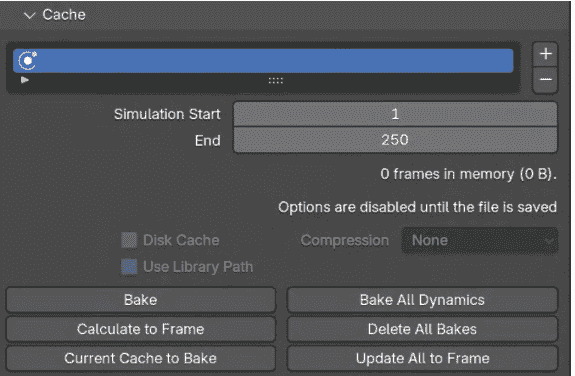 Cache
Simulation Start 1
End 250
0 frames in memory (0 B).
Options are disabled until the file is saved
Disk Cache Compression None
Use Library Path
Bake Bake All Dynamics
Calculate to Frame Delete All Bakes
Current Cache to Bake Update All to Frame